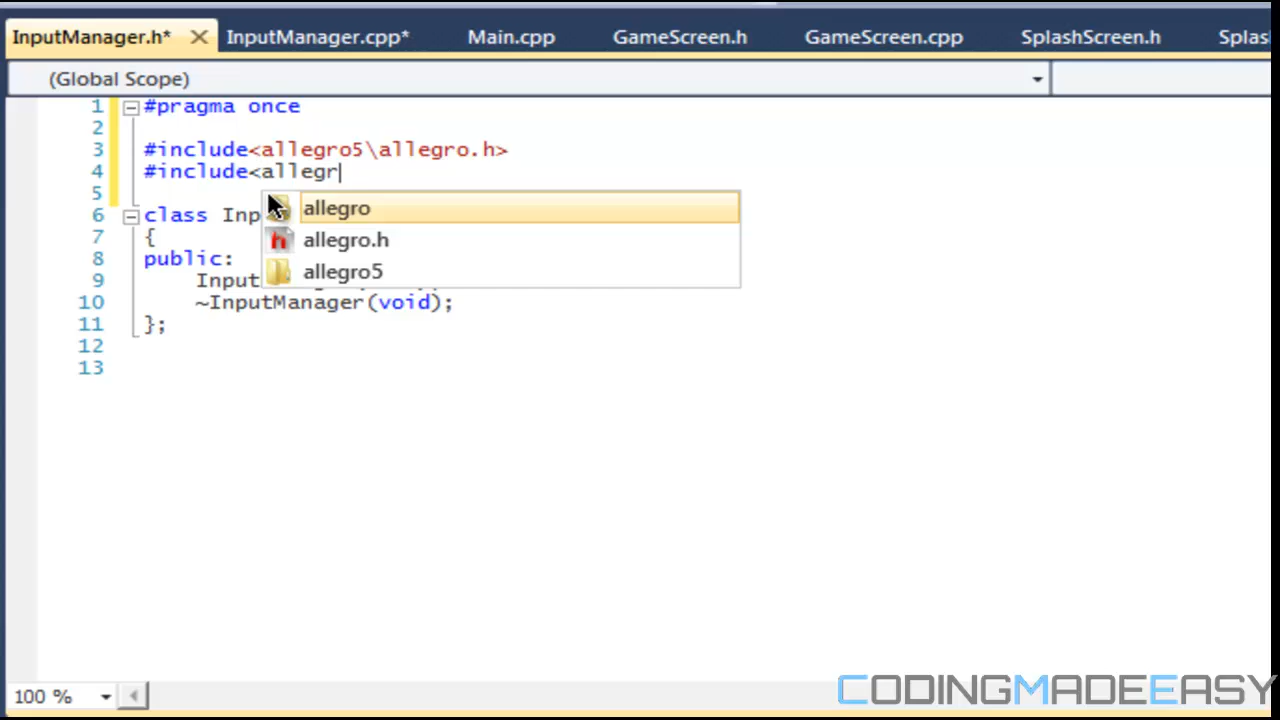 InputManager.h* InputManager.cpp* Main.cpp GameScreen.h GameScreen.cpp SplashScreen.h Splas
(Global Scope)
1 #pragma once
2
3 #include<allegro5\allegro.h>
4 #include<allegr
5
allegro
6 class Inp
7 {
allegro.h
8 public:
allegro5
9 Input
10 ~InputManager(void);
11 };
12
13
100 %
CODINGMADEEASY